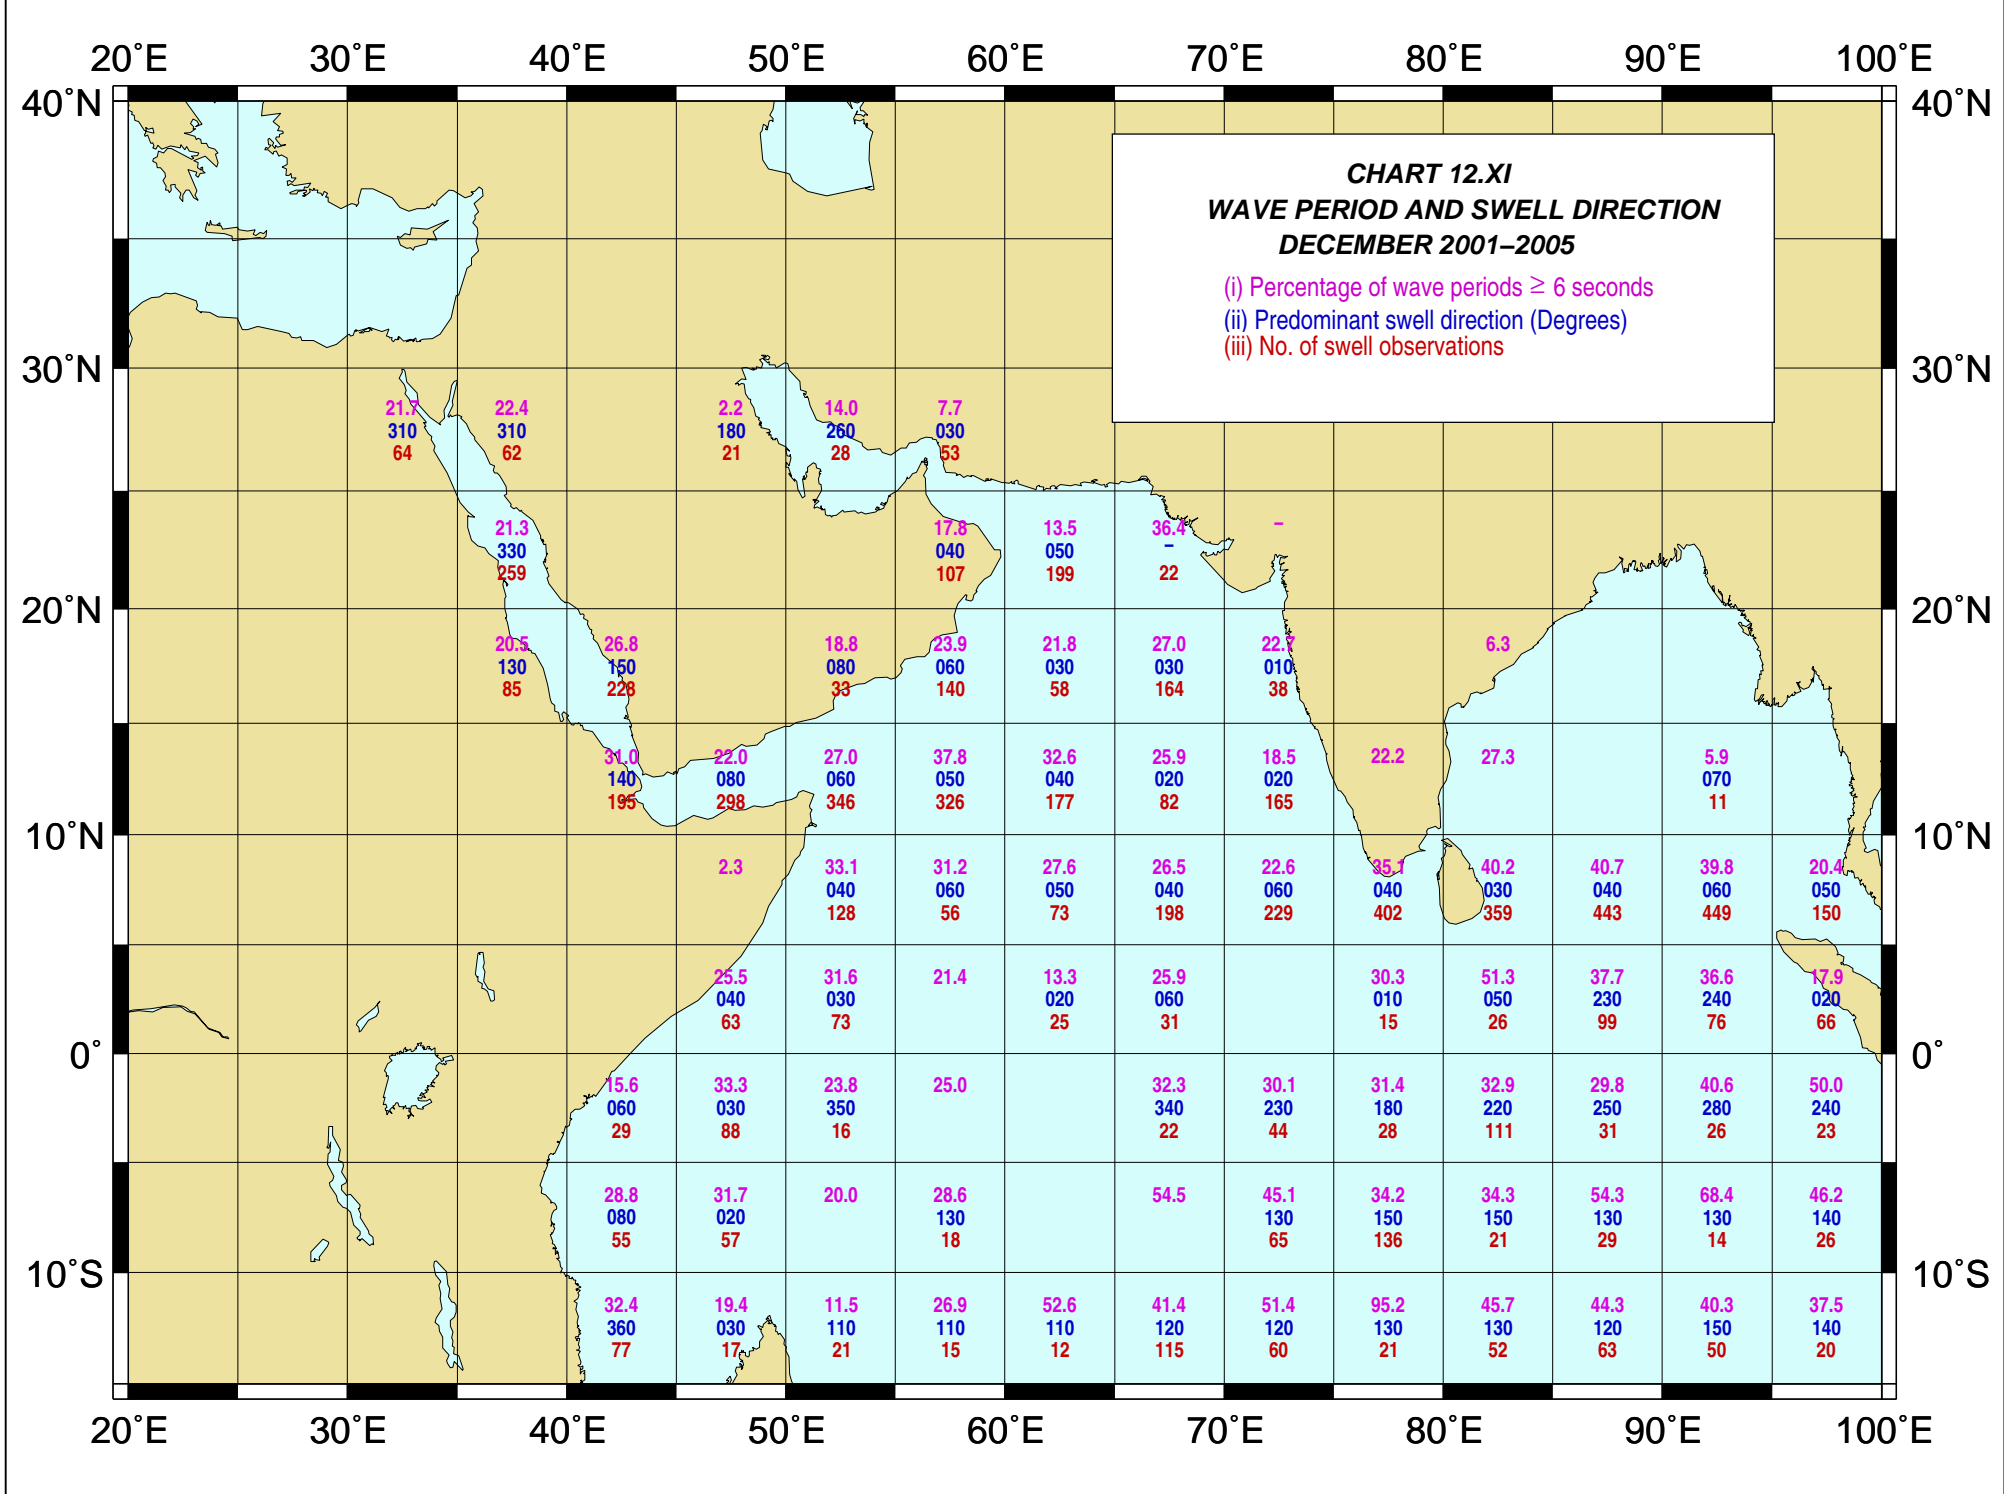 20°E 30°E 40°E 50°E 60°E 70°E 80°E 90°E 100°E
40°N 40°N
CHART 12.XI
WAVE PERIOD AND SWELL DIRECTION
DECEMBER 2001–2005
(i) Percentage of wave periods ≥ 6 seconds
(ii) Predominant swell direction (Degrees)
(iii) No. of swell observations
30°N 30°N
21.7 22.4 2.2 14.0 7.7
310 310 180 260 030
64 62 21 28 53
21.3 17.8 13.5 36.4 –
330 040 050 –
259 107 199 22
20°N 20°N
20.5 26.8 18.8 23.9 21.8 27.0 22.7 6.3
130 150 080 060 030 030 010
85 228 33 140 58 164 38
31.0 22.0 27.0 37.8 32.6 25.9 18.5 22.2 27.3 5.9
140 080 060 050 040 020 020 070
195 298 346 326 177 82 165 11
10°N 10°N
2.3 33.1 31.2 27.6 26.5 22.6 35.1 40.2 40.7 39.8 20.4
040 060 050 040 060 040 030 040 060 050
128 56 73 198 229 402 359 443 449 150
25.5 31.6 21.4 13.3 25.9 30.3 51.3 37.7 36.6 17.9
040 030 020 060 010 050 230 240 020
63 73 25 31 15 26 99 76 66
0° 0°
15.6 33.3 23.8 25.0 32.3 30.1 31.4 32.9 29.8 40.6 50.0
060 030 350 340 230 180 220 250 280 240
29 88 16 22 44 28 111 31 26 23
28.8 31.7 20.0 28.6 54.5 45.1 34.2 34.3 54.3 68.4 46.2
080 020 130 130 150 150 130 130 140
55 57 18 65 136 21 29 14 26
10°S 10°S
32.4 19.4 11.5 26.9 52.6 41.4 51.4 95.2 45.7 44.3 40.3 37.5
360 030 110 110 110 120 120 130 130 120 150 140
77 17 21 15 12 115 60 21 52 63 50 20
20°E 30°E 40°E 50°E 60°E 70°E 80°E 90°E 100°E